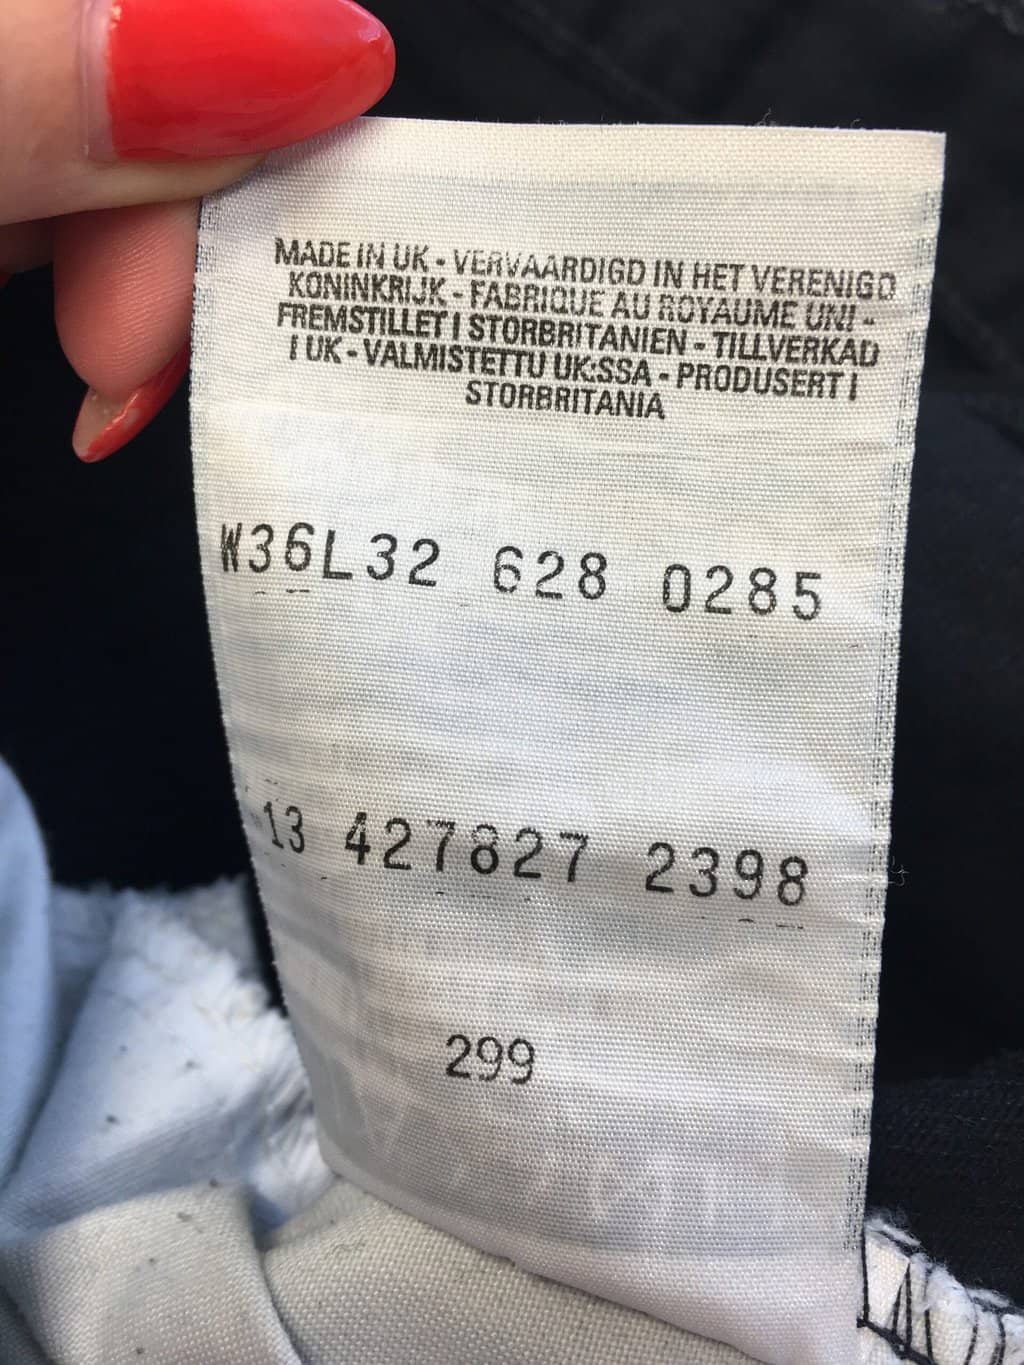 MADE IN UK - VERVAARDIGD IN HET VERENIGD
KONINKRIJK - FABRIQUE AU ROYAUME UNI -
FREMSTILLET I STORBRITANIEN - TILLVERKAD
I UK - VALMISTETTU UK:SSA - PRODUSERT I
STORBRITANIA
W36L32 628 0285
13 427827 2398
299